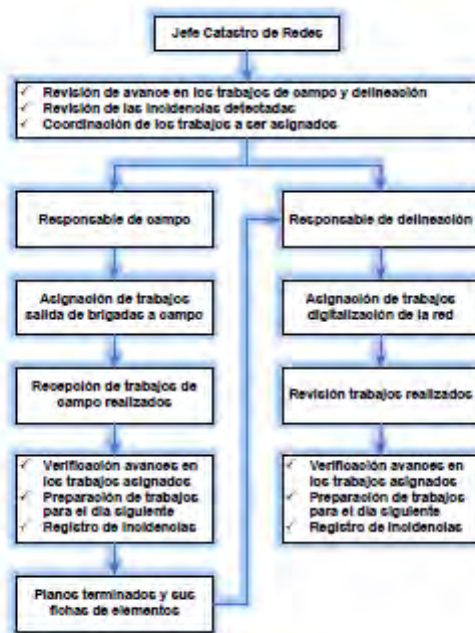 Jefe Catastro de Redes
✓ Revisión de avance en los trabajos de campo y delineación
✓ Revisión de las incidencias detectadas
✓ Coordinación de los trabajos a ser asignados
Responsable de campo
Asignación de trabajos
salida de brigadas a campo
Recepción de trabajos de
campo realizados
✓ Verificación avances en
los trabajos asignados
✓ Preparación de trabajos
para el día siguiente
✓ Registro de incidencias
Planos terminados y sus
fichas de elementos
Responsable de delineación
Asignación de trabajos
digitalización de la red
Revisión trabajos realizados
✓ Verificación avances en
los trabajos asignados
✓ Preparación de trabajos
para el día siguiente
✓ Registro de incidencias